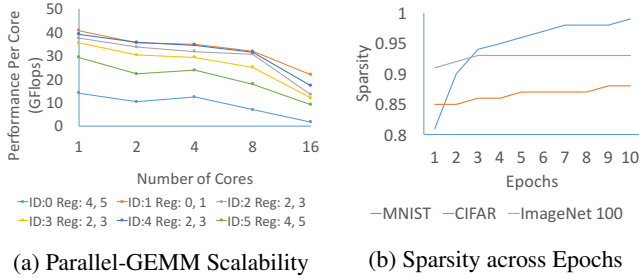 50
40
30
20
10
0
Performance Per Core
(GFlops)
1 2 4 8 16
Number of Cores
ID:0 Reg: 4, 5 ID:1 Reg: 0, 1 ID:2 Reg: 2, 3
ID:3 Reg: 2, 3 ID:4 Reg: 2, 3 ID:5 Reg: 4, 5
(a) Parallel-GEMM Scalability
1
0.95
0.9
0.85
0.8
Sparsity
1 2 3 4 5 6 7 8 9 10
Epochs
MNIST CIFAR ImageNet 100
(b) Sparsity across Epochs